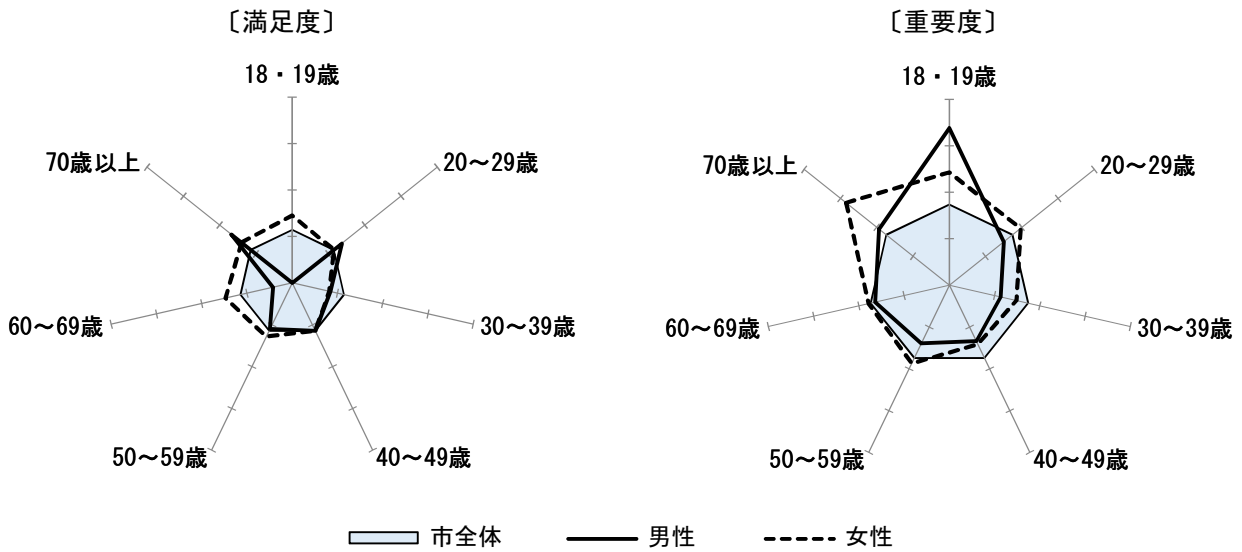 〔満足度〕
18・19歳
20～29歳
30～39歳
40～49歳
50～59歳
60～69歳
70歳以上
〔重要度〕
18・19歳
20～29歳
30～39歳
40～49歳
50～59歳
60～69歳
70歳以上
市全体 男性 女性